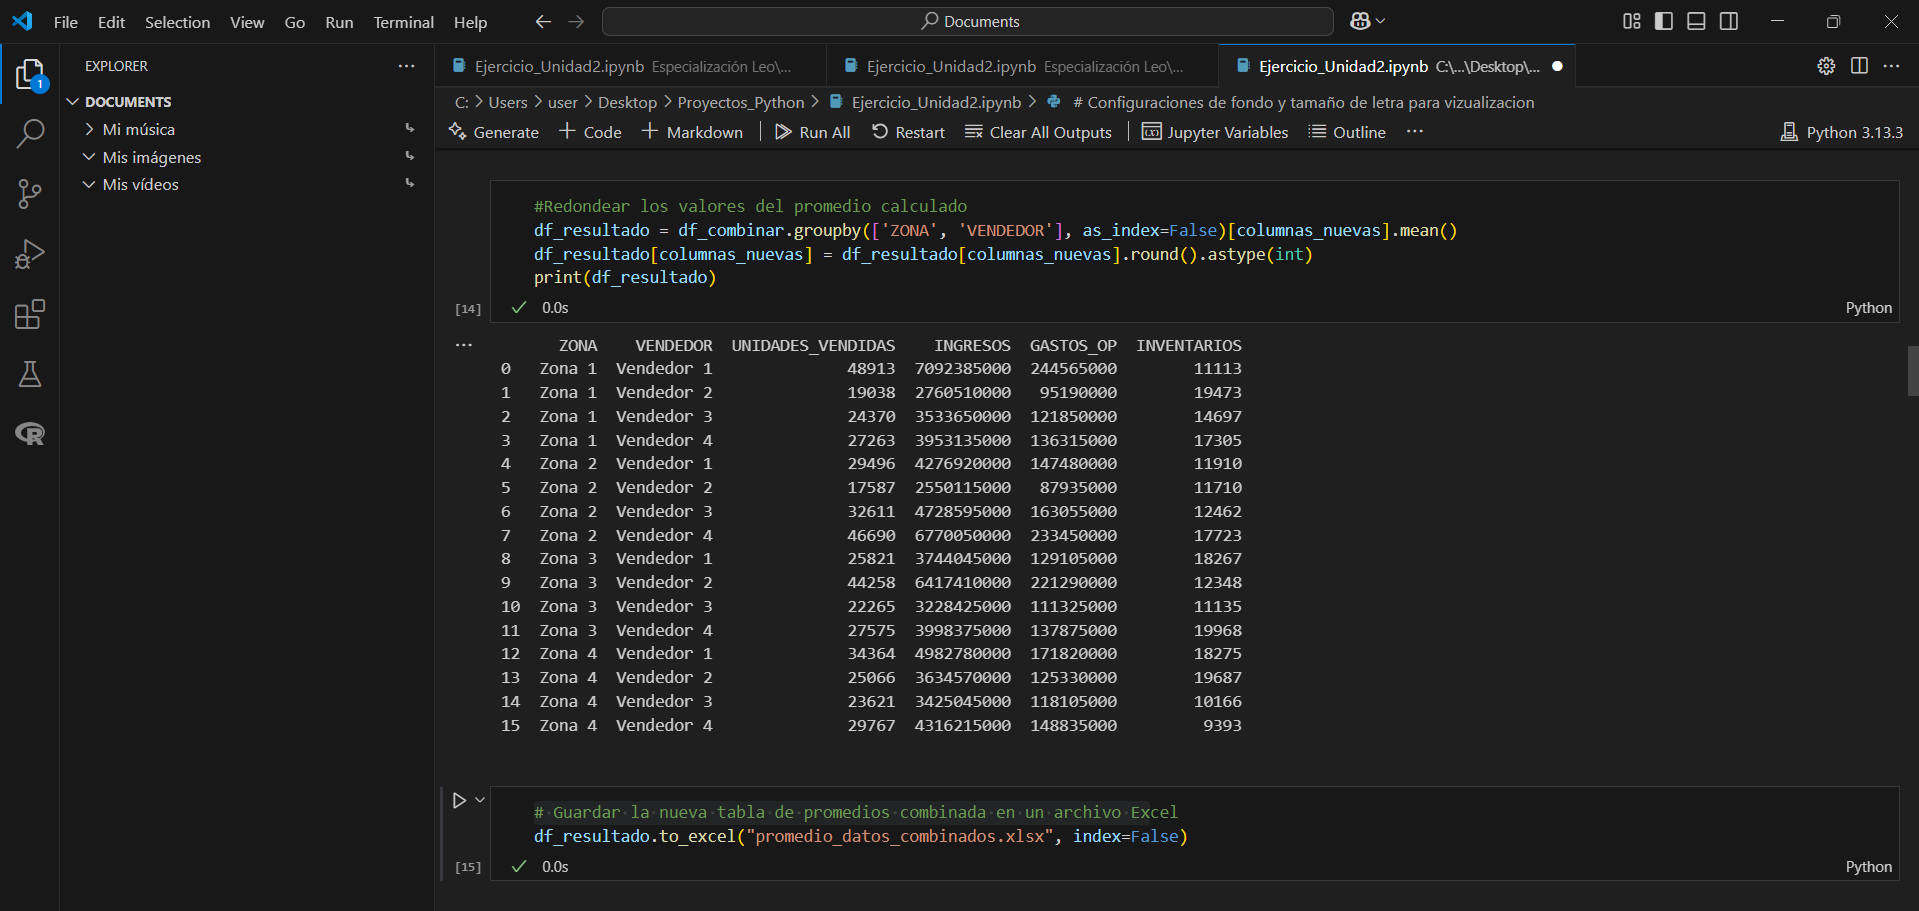 File Edit Selection View Go Run Terminal Help
Documents
EXPLORER
DOCUMENTS
Mi música
Mis imágenes
Mis vídeos
1
Ejercicio_Unidad2.ipynb Especialización Leo\...
Ejercicio_Unidad2.ipynb Especialización Leo\...
Ejercicio_Unidad2.ipynb C:\...\Desktop\...
C: > Users > user > Desktop > Proyectos_Python > Ejercicio_Unidad2.ipynb > # Configuraciones de fondo y tamaño de letra para vizualizacion
Generate + Code + Markdown Run All Restart Clear All Outputs Jupyter Variables Outline ... Python 3.13.3
#Redondear los valores del promedio calculado
df_resultado = df_combinar.groupby(['ZONA', 'VENDEDOR'], as_index=False)[columnas_nuevas].mean()
df_resultado[columnas_nuevas] = df_resultado[columnas_nuevas].round().astype(int)
print(df_resultado)
[14] 0.0s Python
ZONA VENDEDOR UNIDADES_VENDIDAS INGRESOS GASTOS_OP INVENTARIOS
0 Zona 1 Vendedor 1 48913 7092385000 244565000 11113
1 Zona 1 Vendedor 2 19038 2760510000 95190000 19473
2 Zona 1 Vendedor 3 24370 3533650000 121850000 14697
3 Zona 1 Vendedor 4 27263 3953135000 136315000 17305
4 Zona 2 Vendedor 1 29496 4276920000 147480000 11910
5 Zona 2 Vendedor 2 17587 2550115000 87935000 11710
6 Zona 2 Vendedor 3 32611 4728595000 163055000 12462
7 Zona 2 Vendedor 4 46690 6770050000 233450000 17723
8 Zona 3 Vendedor 1 25821 3744045000 129105000 18267
9 Zona 3 Vendedor 2 44258 6417410000 221290000 12348
10 Zona 3 Vendedor 3 22265 3228425000 111325000 11135
11 Zona 3 Vendedor 4 27575 3998375000 137875000 19968
12 Zona 4 Vendedor 1 34364 4982780000 171820000 18275
13 Zona 4 Vendedor 2 25066 3634570000 125330000 19687
14 Zona 4 Vendedor 3 23621 3425045000 118105000 10166
15 Zona 4 Vendedor 4 29767 4316215000 148835000 9393
# Guardar la nueva tabla de promedios combinada en un archivo Excel
df_resultado.to_excel("promedio_datos_combinados.xlsx", index=False)
[15] 0.0s Python